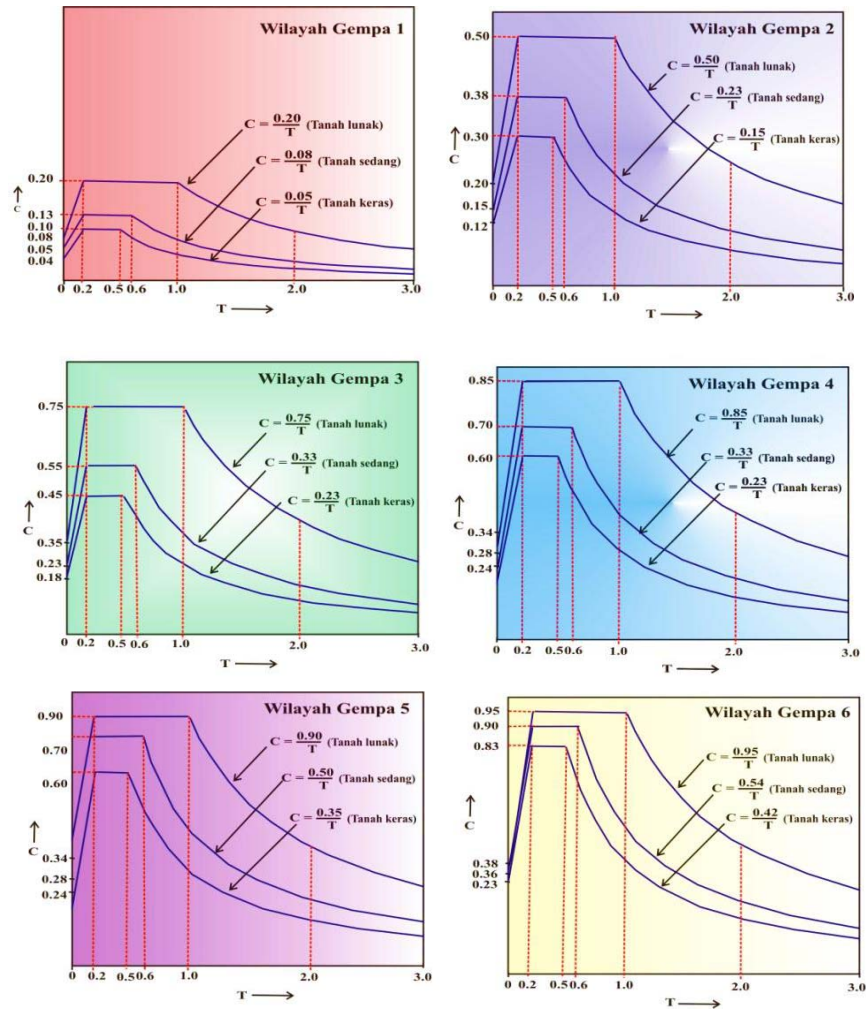 Wilayah Gempa 1
C = 0.20/T (Tanah lunak)
C = 0.08/T (Tanah sedang)
C = 0.05/T (Tanah keras)
C
0.20
0.13
0.10
0.08
0.05
0.04
0 0.2 0.5 0.6 1.0 2.0 3.0
T
Wilayah Gempa 2
C = 0.50/T (Tanah lunak)
C = 0.23/T (Tanah sedang)
C = 0.15/T (Tanah keras)
C
0.50
0.38
0.30
0.20
0.15
0.12
0 0.2 0.5 0.6 1.0 2.0 3.0
T
Wilayah Gempa 3
C = 0.75/T (Tanah lunak)
C = 0.33/T (Tanah sedang)
C = 0.23/T (Tanah keras)
0.75
0.55
0.45
C
0.35
0.23
0.18
0 0.2 0.5 0.6 1.0 2.0 3.0
T
Wilayah Gempa 4
C = 0.85/T (Tanah lunak)
C = 0.33/T (Tanah sedang)
C = 0.23/T (Tanah keras)
0.85
0.70
0.60
C
0.34
0.28
0.24
0 0.2 0.5 0.6 1.0 2.0 3.0
T
Wilayah Gempa 5
C = 0.90/T (Tanah lunak)
C = 0.50/T (Tanah sedang)
C = 0.35/T (Tanah keras)
0.90
0.70
0.60
C
0.34
0.28
0.24
0 0.2 0.5 0.6 1.0 2.0 3.0
T
Wilayah Gempa 6
C = 0.95/T (Tanah lunak)
C = 0.54/T (Tanah sedang)
C = 0.42/T (Tanah keras)
0.95
0.90
0.83
C
0.38
0.36
0.23
0 0.2 0.5 0.6 1.0 2.0 3.0
T